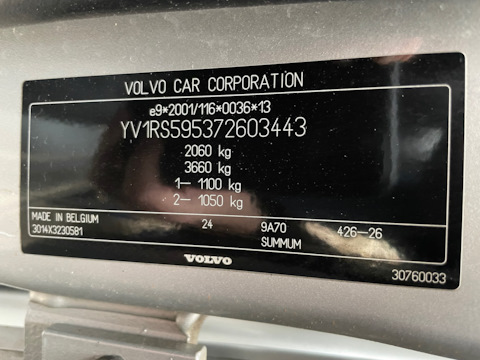 VOLVO CAR CORPORATION
e9*2001/116*0036*13
YV1RS595372603443
2060 kg
3660 kg
1– 1100 kg
2– 1050 kg
MADE IN BELGIUM 24 9A70 426–26
3014X3230581 SUMMUM
VOLVO
30760033